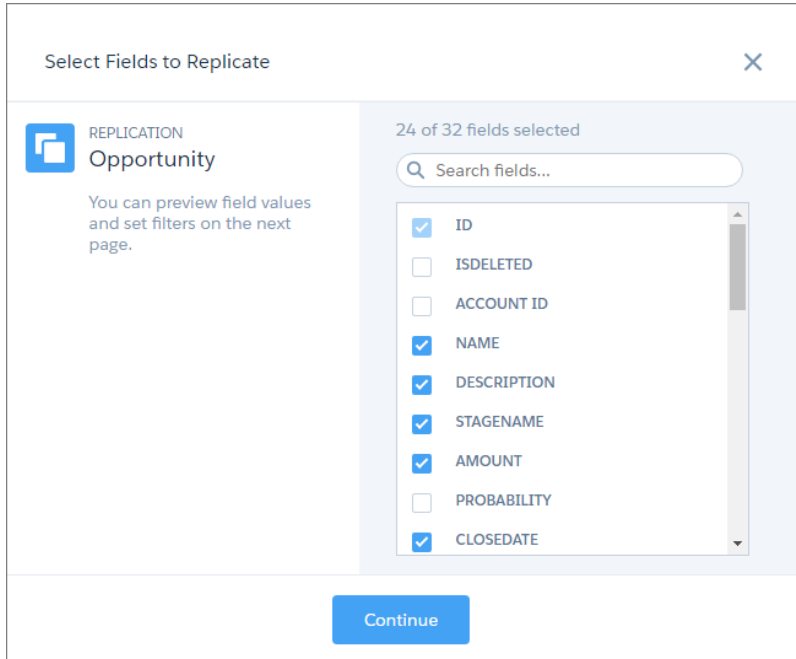 Select Fields to Replicate
REPLICATION
Opportunity
You can preview field values
and set filters on the next
page.
24 of 32 fields selected
Search fields...
ID
ISDELETED
ACCOUNT ID
NAME
DESCRIPTION
STAGENAME
AMOUNT
PROBABILITY
CLOSEDATE
Continue